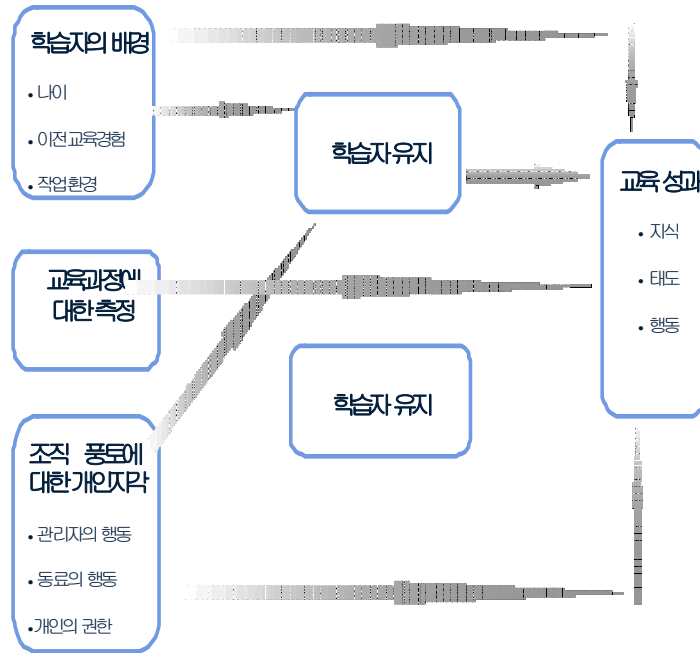 학습자의 배경
• 나이
• 이전교육경험
• 작업환경
학습자 유지
교육 성과
• 지식
• 태도
• 행동
교육과정에
대한 측정
학습자 유지
조직 풍토에
대한 개인지각
• 관리자의 행동
• 동료의 행동
•개인의 권한